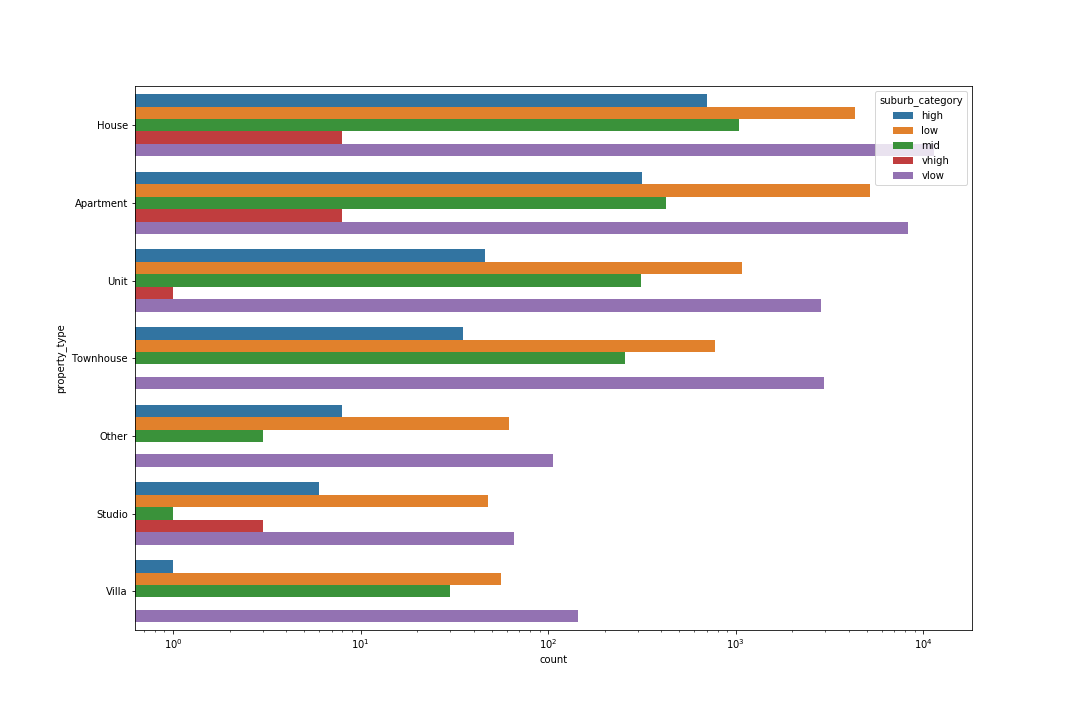 suburb_category
high
low
mid
vhigh
vlow
property_type
House
Apartment
Unit
Townhouse
Other
Studio
Villa
10⁰ 10¹ 10² 10³ 10⁴
count